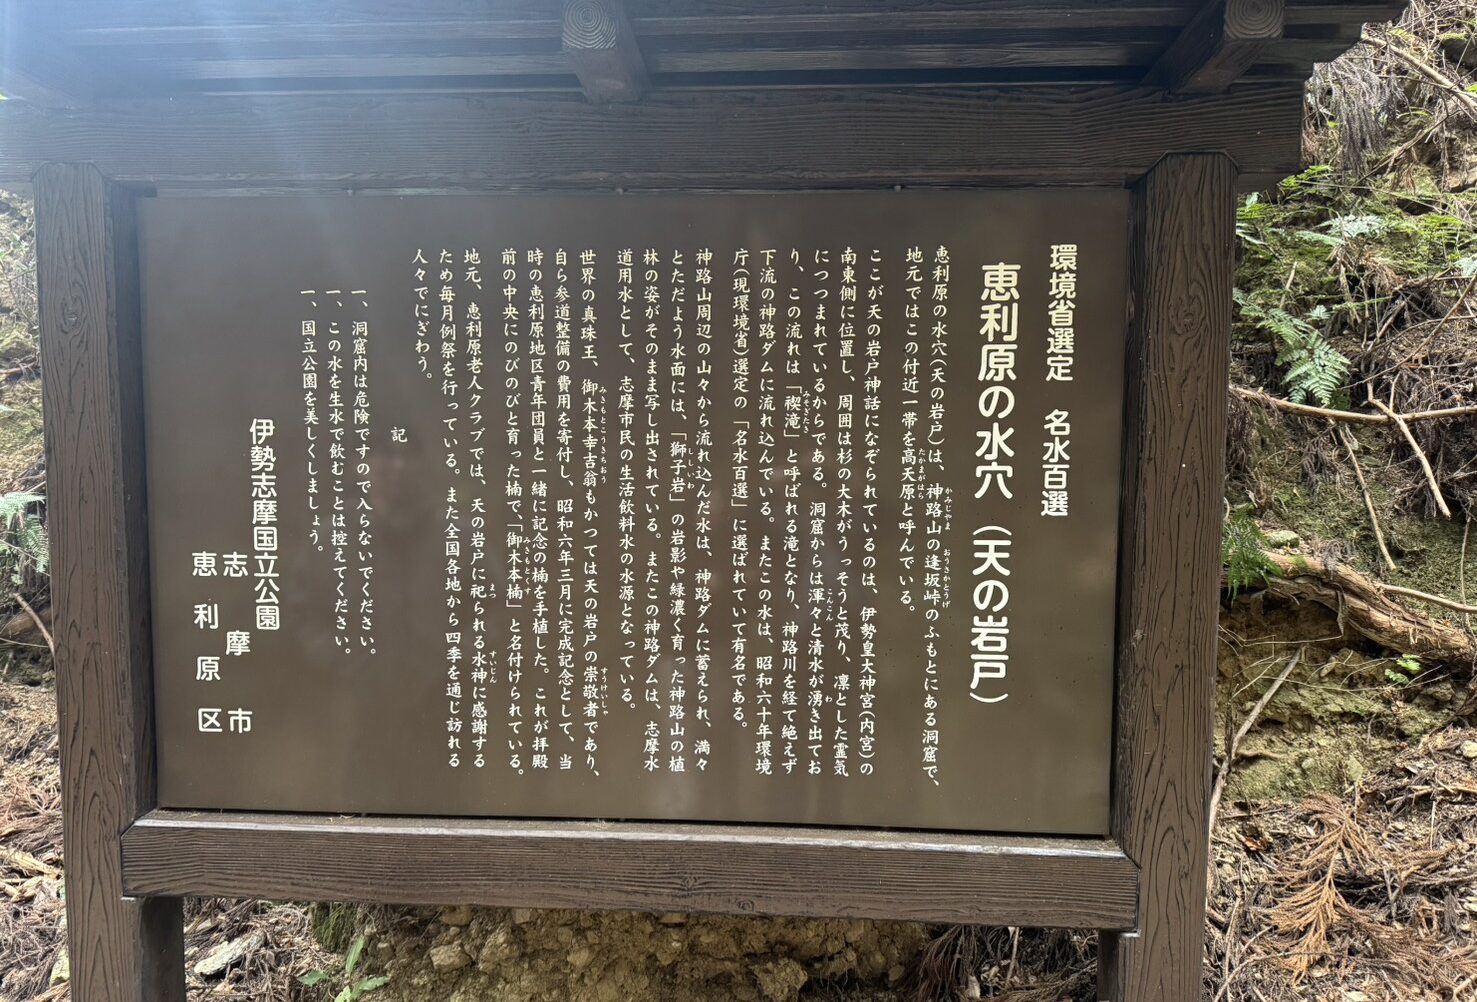 環境省選定　名水百選
恵利原の水穴（天の岩戸）
恵利原の水穴（天の岩戸）は、神路山の逢坂峠のふもとにある洞窟で、
地元ではこの付近一帯を高天原と呼んでいる。
ここが天の岩戸神話になぞられているのは、伊勢皇大神宮（内宮）の
南東側に位置し、周囲は杉の大木がうっそうと茂り、凛とした霊気
につつまれているからである。洞窟からは渾々と清水が湧き出てお
り、この流れは「禊滝」と呼ばれる滝となり、神路川を経て絶えず
下流の神路ダムに流れ込んでいる。またこの水は、昭和六十年環境
庁（現環境省）選定の「名水百選」に選ばれていて有名である。
神路山周辺の山々から流れ込んだ水は、神路ダムに蓄えられ、満々
とただよう水面には、「獅子岩」の岩影や緑濃く育った神路山の植
林の姿がそのまま写し出されている。またこの神路ダムは、志摩水
道用水として、志摩市民の生活飲料水の水源となっている。
世界の真珠王、御木本幸吉翁もかつては天の岩戸の崇敬者であり、
自ら参道整備の費用を寄付し、昭和六年三月に完成記念として、当
時の恵利原地区青年団員と一緒に記念の楠を手植した。これが拝殿
前の中央にのびのびと育った楠で、「御木本楠」と名付けられている。
地元、恵利原老人クラブでは、天の岩戸に祀られる水神に感謝する
ため毎月例祭を行っている。また全国各地から四季を通じ訪れる
人々でにぎわう。
記
一、洞窟内は危険ですので入らないでください。
一、この水を生水で飲むことは控えてください。
一、国立公園を美しくしましょう。
伊勢志摩国立公園
志摩市
恵利原区